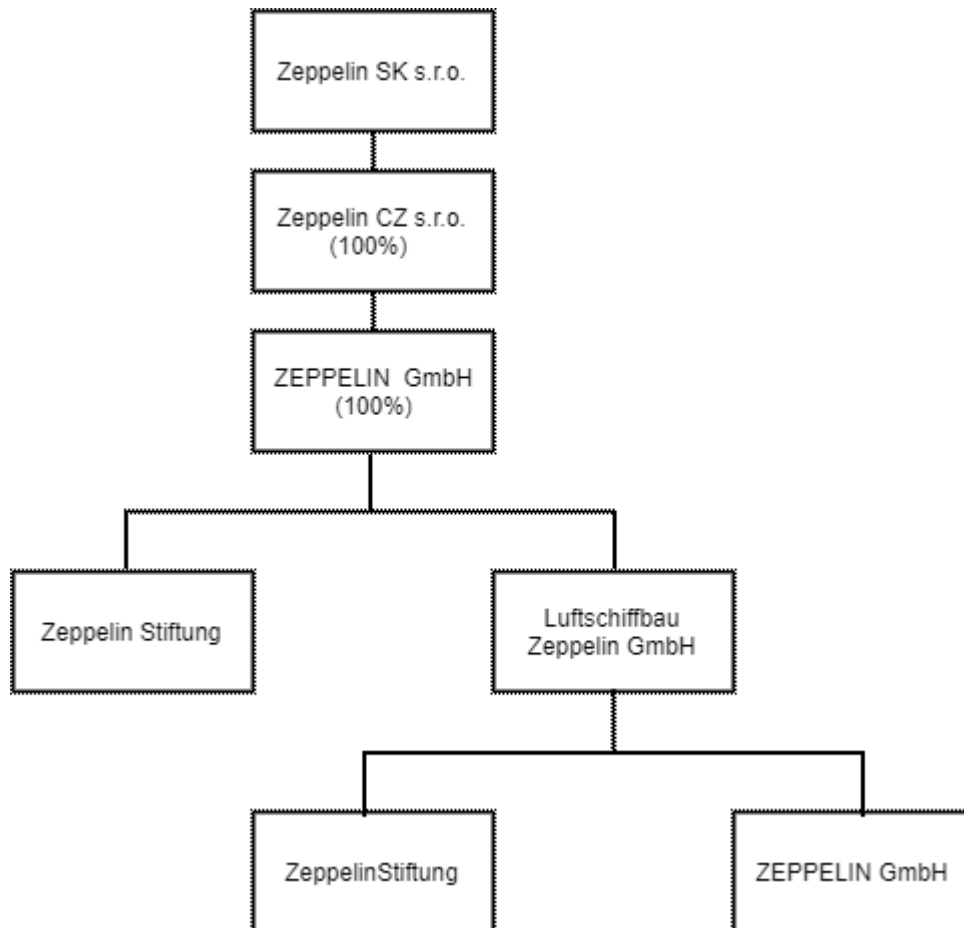 Zeppelin SK s.r.o.
Zeppelin CZ s.r.o.
(100%)
ZEPPELIN GmbH
(100%)
Zeppelin Stiftung
Luftschiffbau
Zeppelin GmbH
ZeppelinStiftung
ZEPPELIN GmbH